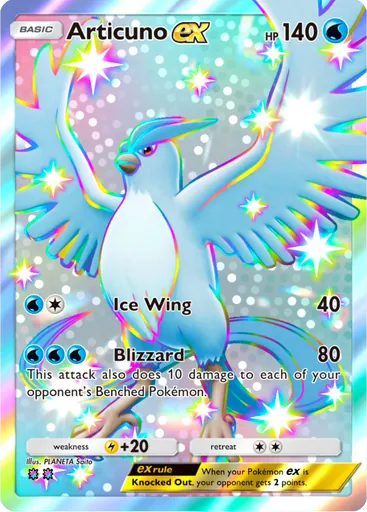 BASIC
Articuno ex
HP 140
Ice Wing 40
Blizzard 80
This attack also does 10 damage to each of your
opponent's Benched Pokémon.
weakness +20 retreat
Illus. PLANETA Saito
ex rule When your Pokémon ex is
Knocked Out, your opponent gets 2 points.